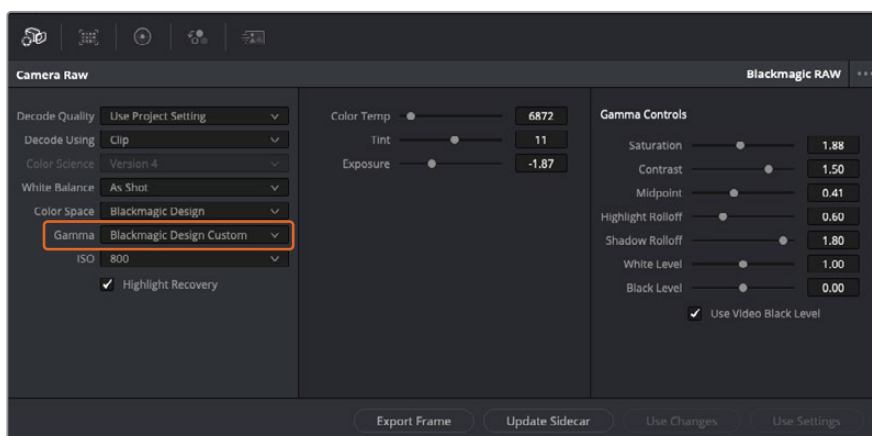 Camera Raw
Blackmagic RAW
Decode Quality Use Project Setting
Decode Using Clip
Color Science Version 4
White Balance As Shot
Color Space Blackmagic Design
Gamma Blackmagic Design Custom
ISO 800
Highlight Recovery
Color Temp 6872
Tint 11
Exposure -1.87
Gamma Controls
Saturation 1.88
Contrast 1.50
Midpoint 0.41
Highlight Rolloff 0.60
Shadow Rolloff 1.80
White Level 1.00
Black Level 0.00
Use Video Black Level
Export Frame
Update Sidecar
Use Changes
Use Settings